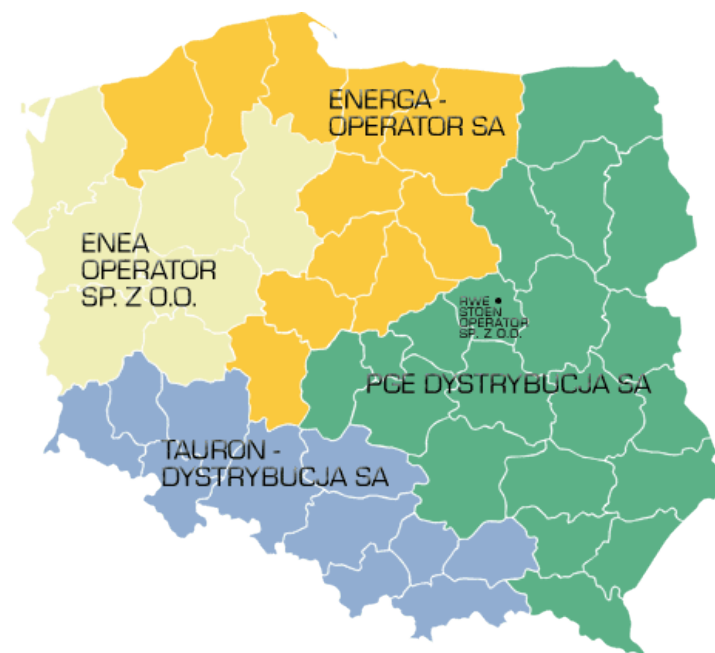 ENERGA -
OPERATOR SA
ENEA
OPERATOR
SP. Z O.O.
RWE
STOEN
OPERATOR
SP. Z O.O.
PGE DYSTRYBUCJA SA
TAURON -
DYSTRYBUCJA SA